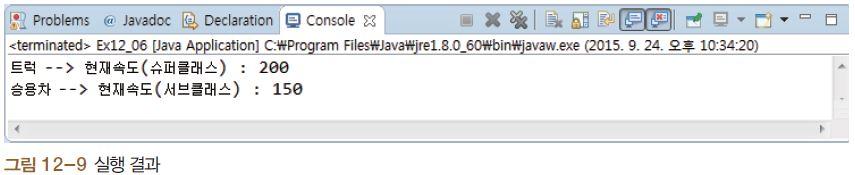 Problems @ Javadoc Declaration Console
<terminated> Ex12_06 [Java Application] C:₩Program Files₩Java₩jre1.8.0_60₩bin₩javaw.exe (2015. 9. 24. 오후 10:34:20)
트럭 --> 현재속도(슈퍼클래스) : 200
승용차 --> 현재속도(서브클래스) : 150
그림 12-9 실행 결과